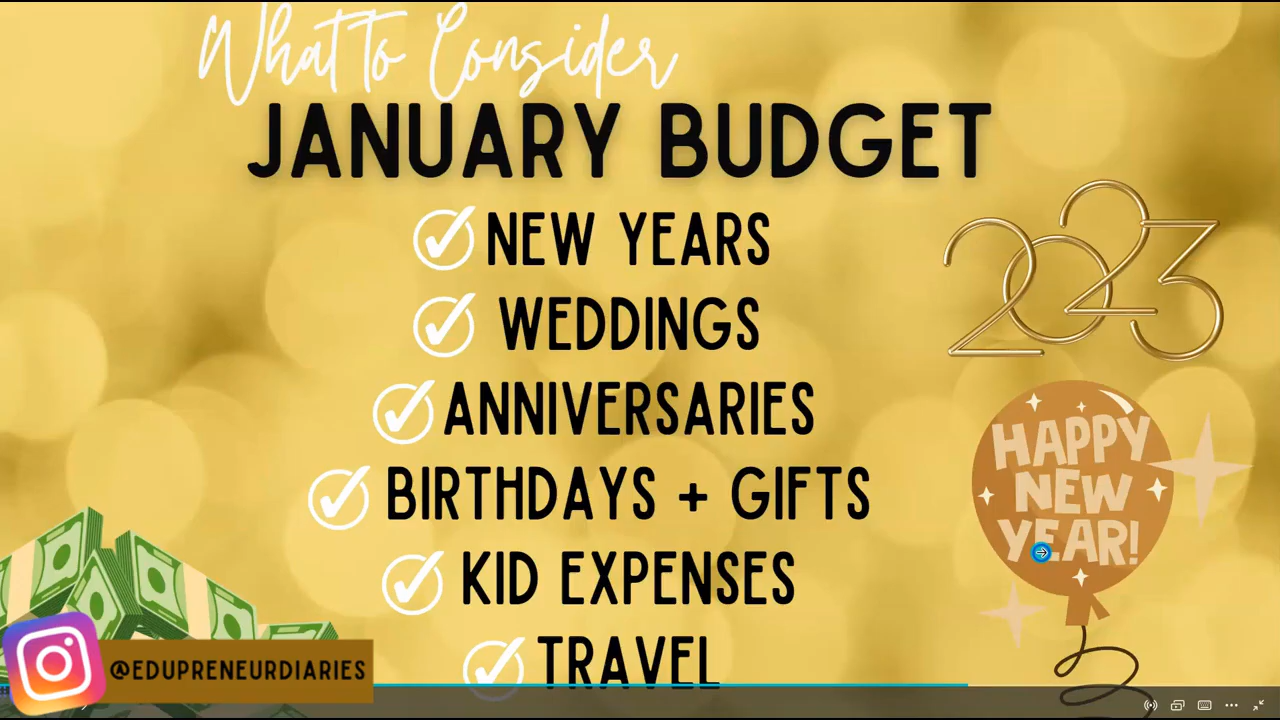 What to Consider
JANUARY BUDGET
NEW YEARS
WEDDINGS
ANNIVERSARIES
BIRTHDAYS + GIFTS
KID EXPENSES
TRAVEL
2023
HAPPY
NEW
YEAR!
@EDUPRENEURDIARIES